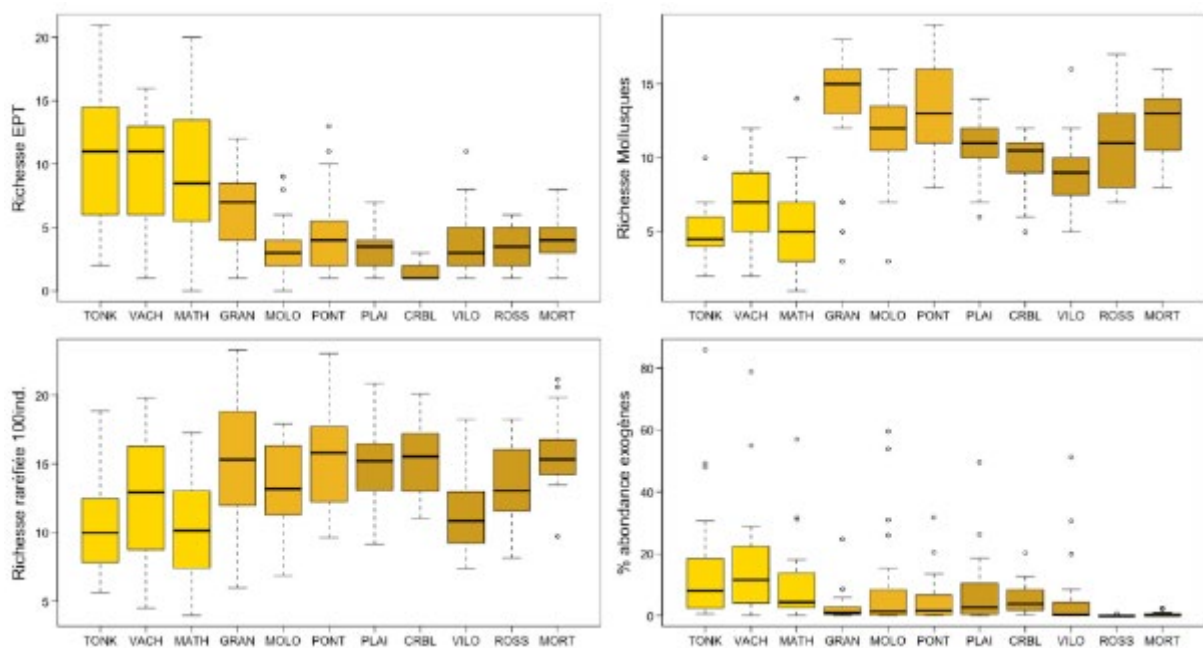 Richesse EPT
20
15
10
5
0
TONK VACH MATH GRAN MOLO PONT PLAI CRBL VILO ROSS MORT
Richesse Mollusques
15
10
5
TONK VACH MATH GRAN MOLO PONT PLAI CRBL VILO ROSS MORT
Richesse raréfiée 100ind.
20
15
10
5
TONK VACH MATH GRAN MOLO PONT PLAI CRBL VILO ROSS MORT
% abondance exogènes
80
60
40
20
0
TONK VACH MATH GRAN MOLO PONT PLAI CRBL VILO ROSS MORT